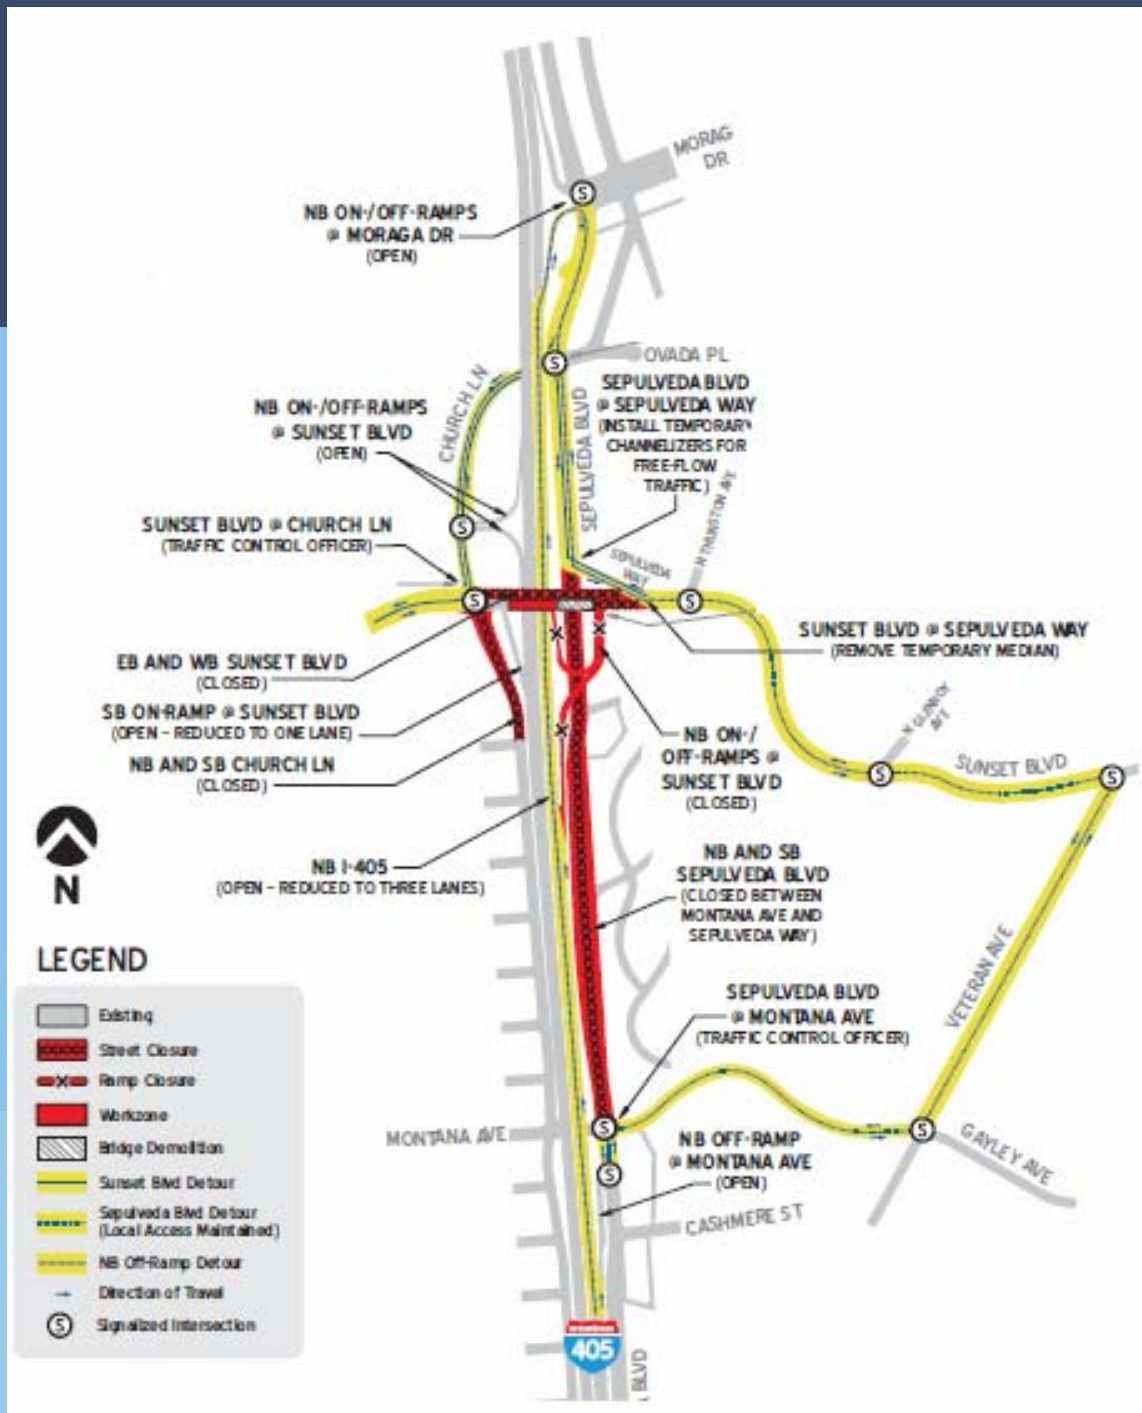 MORAG
DR
NB ON-/OFF-RAMPS
@ MORAGA DR
(OPEN)
OVADA PL
CHURCH LN
SEPULVEDA BLVD
SEPULVEDA BLVD
@ SEPULVEDA WAY
(INSTALL TEMPORARY
CHANNELIZERS FOR
FREE-FLOW
TRAFFIC)
NB ON-/OFF-RAMPS
@ SUNSET BLVD
(OPEN)
SEPULVEDA
WAY
SUNSET BLVD @ CHURCH LN
(TRAFFIC CONTROL OFFICER)
SUNSET BLVD @ SEPULVEDA WAY
(REMOVE TEMPORARY MEDIAN)
EB AND WB SUNSET BLVD
(CLOSED)
SB ON-RAMP @ SUNSET BLVD
(OPEN – REDUCED TO ONE LANE)
NB AND SB CHURCH LN
(CLOSED)
NB ON-/
OFF-RAMPS @
SUNSET BLVD
(CLOSED)
SUNSET BLVD
N
NB I-405
(OPEN – REDUCED TO THREE LANES)
NB AND SB
SEPULVEDA BLVD
(CLOSED BETWEEN
MONTANA AVE AND
SEPULVEDA WAY)
VETERAN AVE
SEPULVEDA BLVD
@ MONTANA AVE
(TRAFFIC CONTROL OFFICER)
MONTANA AVE
NB OFF-RAMP
@ MONTANA AVE
(OPEN)
GAYLEY AVE
CASHMERE ST
405
BLVD
S
S
S
S
S
S
S
S
S
S
LEGEND
Existing
Street Closure
Ramp Closure
Workzone
Bridge Demolition
Sunset Blvd Detour
Sepulveda Blvd Detour
(Local Access Maintained)
NB Off-Ramp Detour
Direction of Travel
S Signalized Intersection